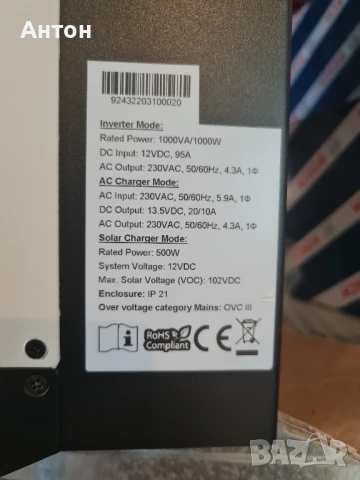 Антон
92432203100020
Inverter Mode:
Rated Power: 1000VA/1000W
DC Input: 12VDC, 95A
AC Output: 230VAC, 50/60Hz, 4.3A, 1Φ
AC Charger Mode:
AC Input: 230VAC, 50/60Hz, 5.9A, 1Φ
DC Output: 13.5VDC, 20/10A
AC Output: 230VAC, 50/60Hz, 4.3A, 1Φ
Solar Charger Mode:
Rated Power: 500W
System Voltage: 12VDC
Max. Solar Voltage (VOC): 102VDC
Enclosure: IP 21
Over voltage category Mains: OVC III
RoHS
Compliant
CE
BAZAR